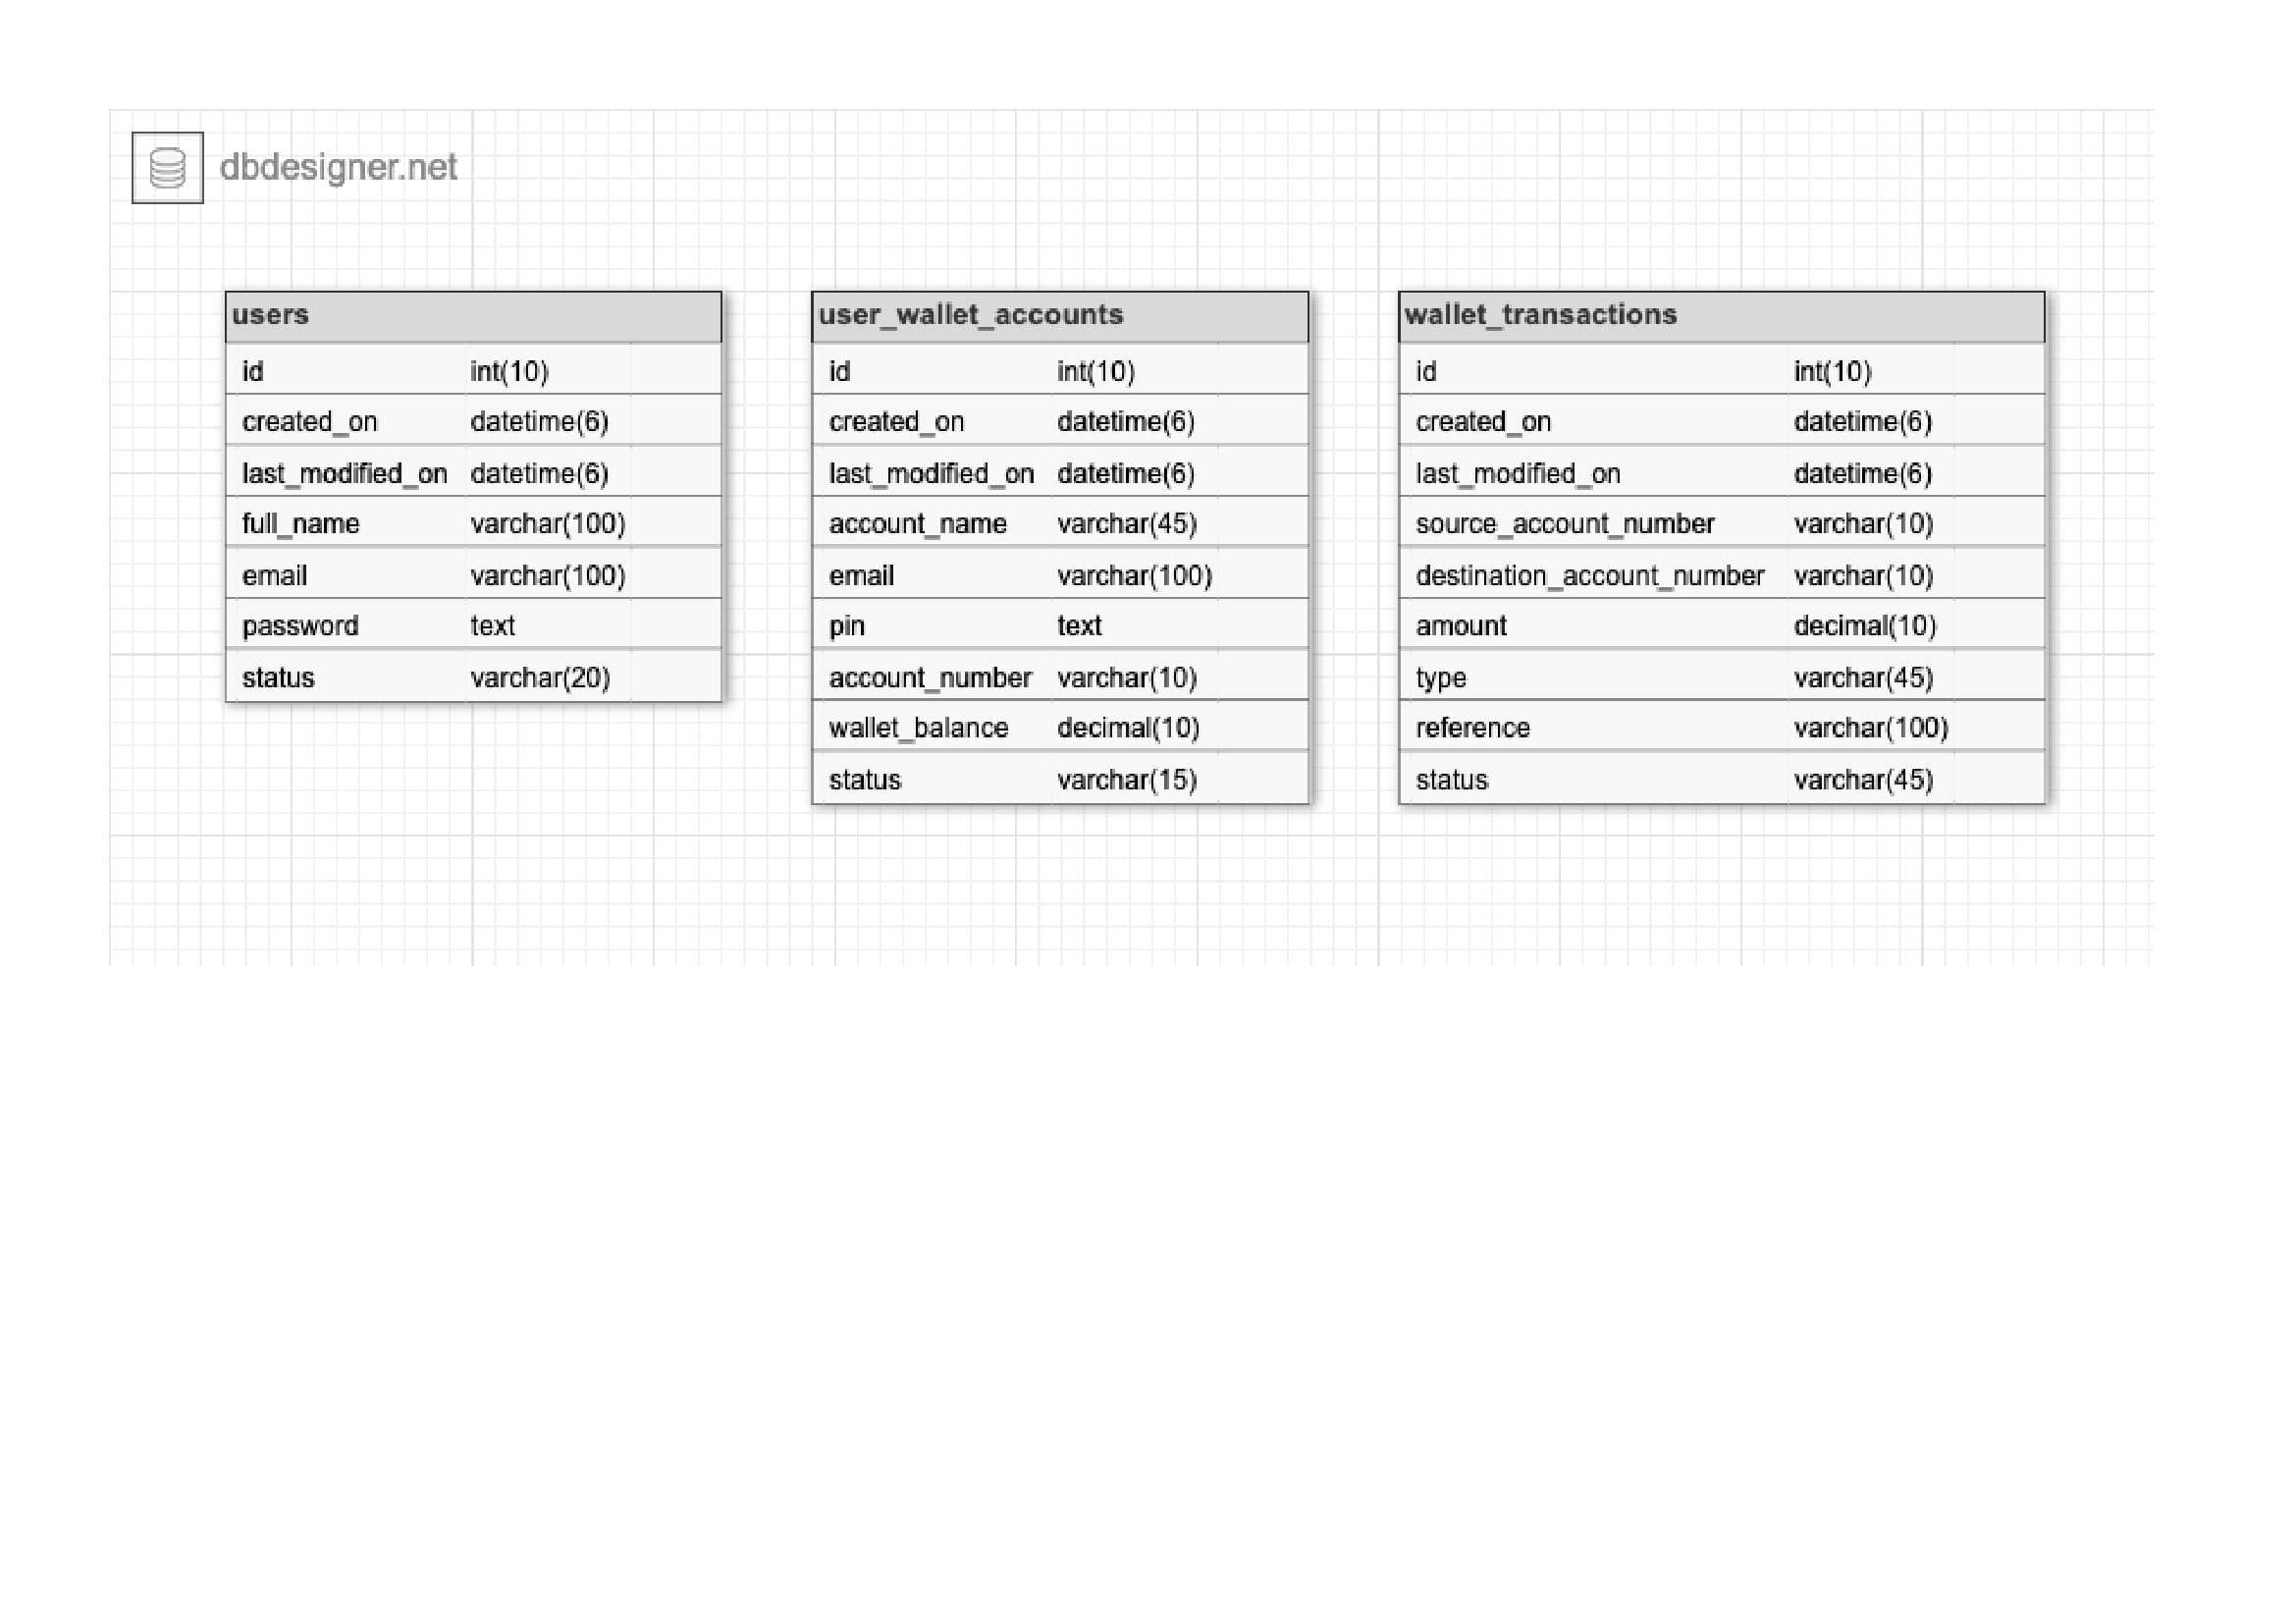 dbdesigner.net
users
id int(10)
created_on datetime(6)
last_modified_on datetime(6)
full_name varchar(100)
email varchar(100)
password text
status varchar(20)
user_wallet_accounts
id int(10)
created_on datetime(6)
last_modified_on datetime(6)
account_name varchar(45)
email varchar(100)
pin text
account_number varchar(10)
wallet_balance decimal(10)
status varchar(15)
wallet_transactions
id int(10)
created_on datetime(6)
last_modified_on datetime(6)
source_account_number varchar(10)
destination_account_number varchar(10)
amount decimal(10)
type varchar(45)
reference varchar(100)
status varchar(45)